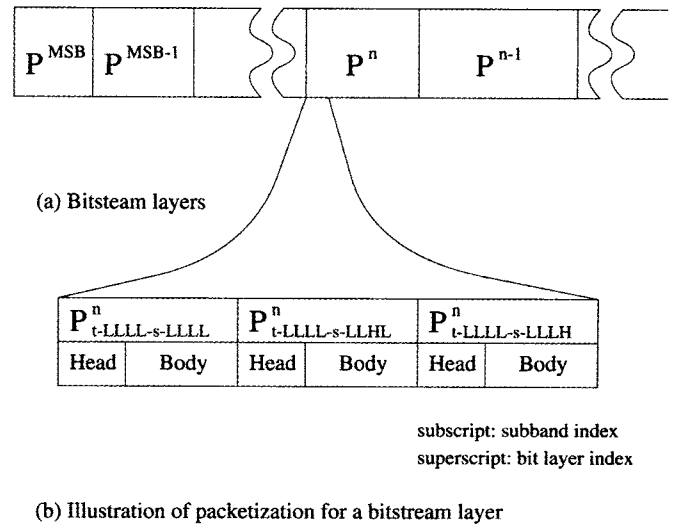 P^MSB P^MSB-1 P^n P^n-1
(a) Bitsteam layers
P^n_t-LLLL-s-LLLL P^n_t-LLLL-s-LLHL P^n_t-LLLL-s-LLLH
Head Body Head Body Head Body
subscript: subband index
superscript: bit layer index
(b) Illustration of packetization for a bitstream layer